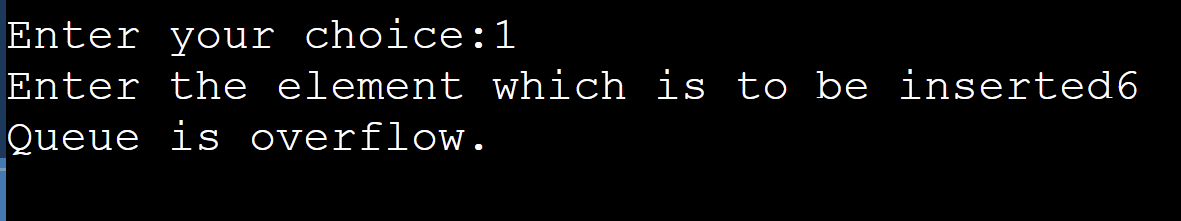 Enter your choice:1
Enter the element which is to be inserted6
Queue is overflow.